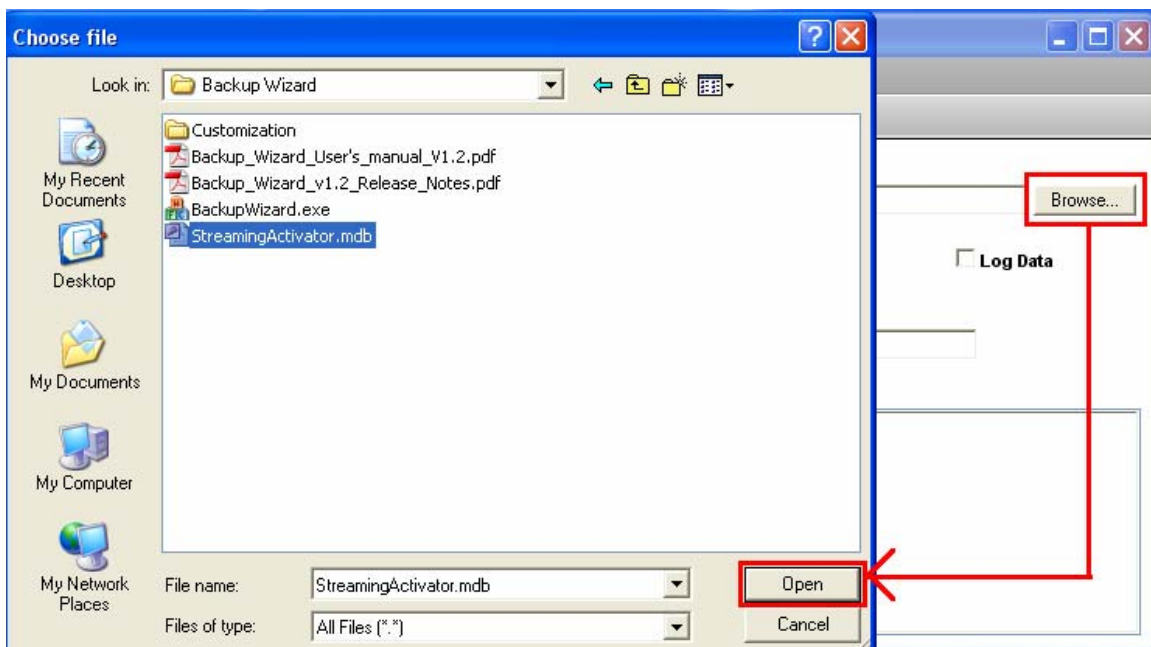 Choose file
Look in:
Backup Wizard
My Recent
Documents
Desktop
My Documents
My Computer
My Network
Places
Customization
Backup_Wizard_User's_manual_V1.2.pdf
Backup_Wizard_v1.2_Release_Notes.pdf
BackupWizard.exe
StreamingActivator.mdb
File name:
StreamingActivator.mdb
Open
Files of type:
All Files (*.*)
Cancel
Browse...
Log Data